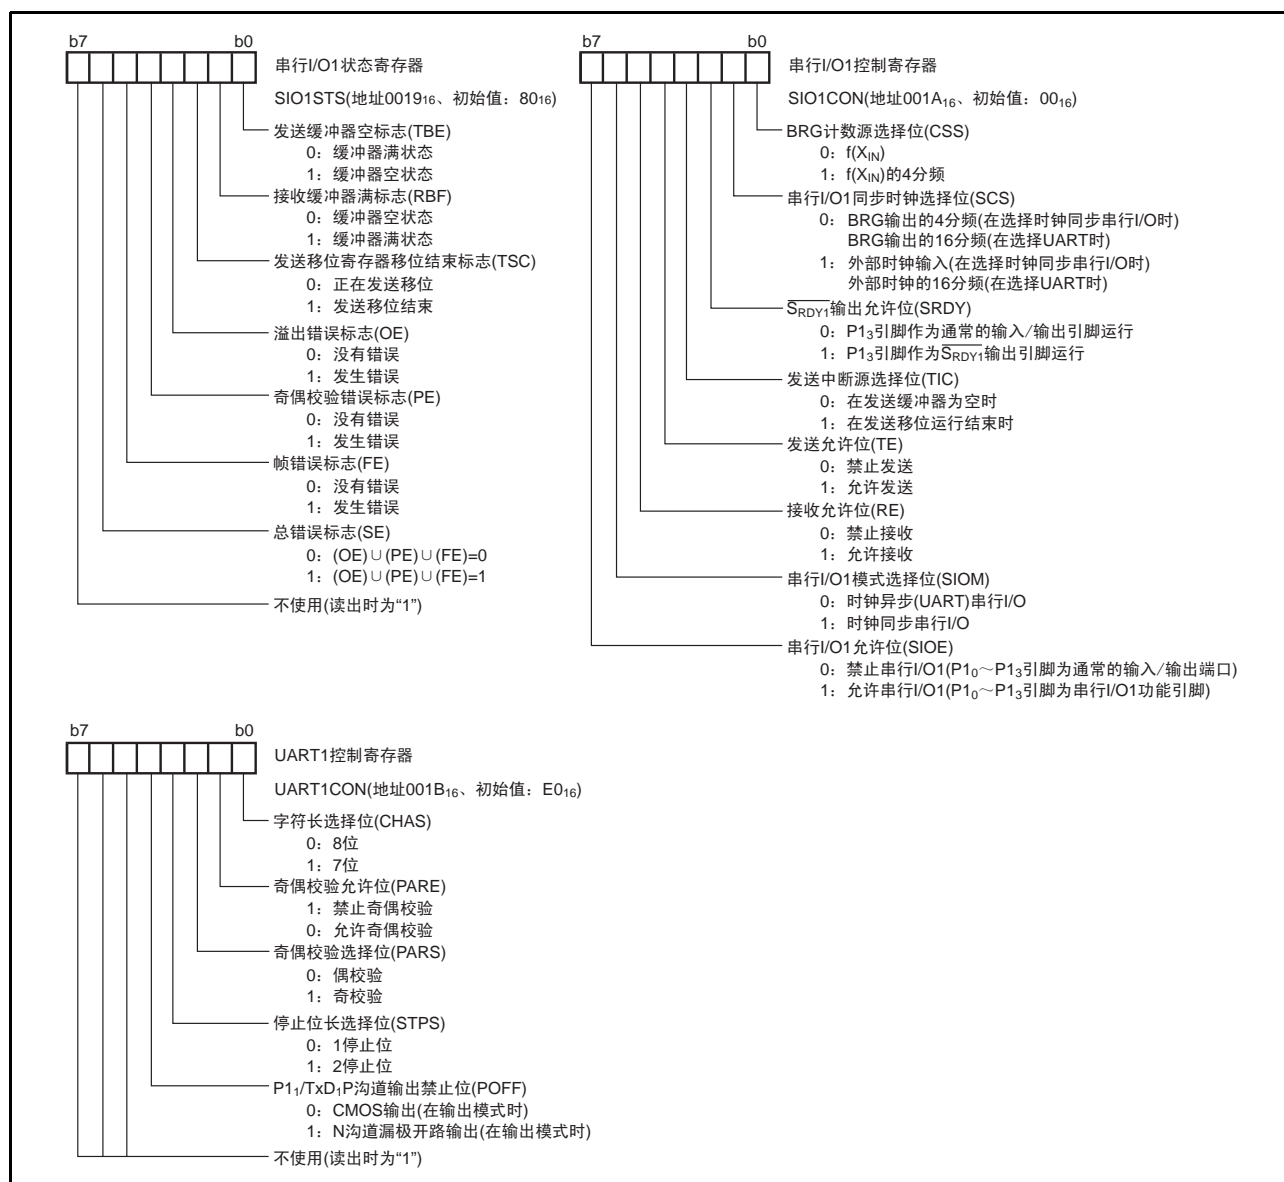 b7 b0
串行I/O1状态寄存器
SIO1STS(地址0019₁₆、初始值：80₁₆)
发送缓冲器空标志(TBE)
0：缓冲器满状态
1：缓冲器空状态
接收缓冲器满标志(RBF)
0：缓冲器空状态
1：缓冲器满状态
发送移位寄存器移位结束标志(TSC)
0：正在发送移位
1：发送移位结束
溢出错误标志(OE)
0：没有错误
1：发生错误
奇偶校验错误标志(PE)
0：没有错误
1：发生错误
帧错误标志(FE)
0：没有错误
1：发生错误
总错误标志(SE)
0：(OE)∪(PE)∪(FE)=0
1：(OE)∪(PE)∪(FE)=1
不使用(读出时为“1”)
b7 b0
串行I/O1控制寄存器
SIO1CON(地址001A₁₆、初始值：00₁₆)
BRG计数源选择位(CSS)
0：f(X_IN)
1：f(X_IN)的4分频
串行I/O1同步时钟选择位(SCS)
0：BRG输出的4分频(在选择时钟同步串行I/O时)
BRG输出的16分频(在选择UART时)
1：外部时钟输入(在选择时钟同步串行I/O时)
外部时钟的16分频(在选择UART时)
S_RDY1输出允许位(SRDY)
0：P1₃引脚作为通常的输入/输出引脚运行
1：P1₃引脚作为S_RDY1输出引脚运行
发送中断源选择位(TIC)
0：在发送缓冲器为空时
1：在发送移位运行结束时
发送允许位(TE)
0：禁止发送
1：允许发送
接收允许位(RE)
0：禁止接收
1：允许接收
串行I/O1模式选择位(SIOM)
0：时钟异步(UART)串行I/O
1：时钟同步串行I/O
串行I/O1允许位(SIOE)
0：禁止串行I/O1(P1₀～P1₃引脚为通常的输入/输出端口)
1：允许串行I/O1(P1₀～P1₃引脚为串行I/O1功能引脚)
b7 b0
UART1控制寄存器
UART1CON(地址001B₁₆、初始值：E0₁₆)
字符长选择位(CHAS)
0：8位
1：7位
奇偶校验允许位(PARE)
1：禁止奇偶校验
0：允许奇偶校验
奇偶校验选择位(PARS)
0：偶校验
1：奇校验
停止位长选择位(STPS)
0：1停止位
1：2停止位
P1₁/TxD₁P沟道输出禁止位(POFF)
0：CMOS输出(在输出模式时)
1：N沟道漏极开路输出(在输出模式时)
不使用(读出时为“1”)